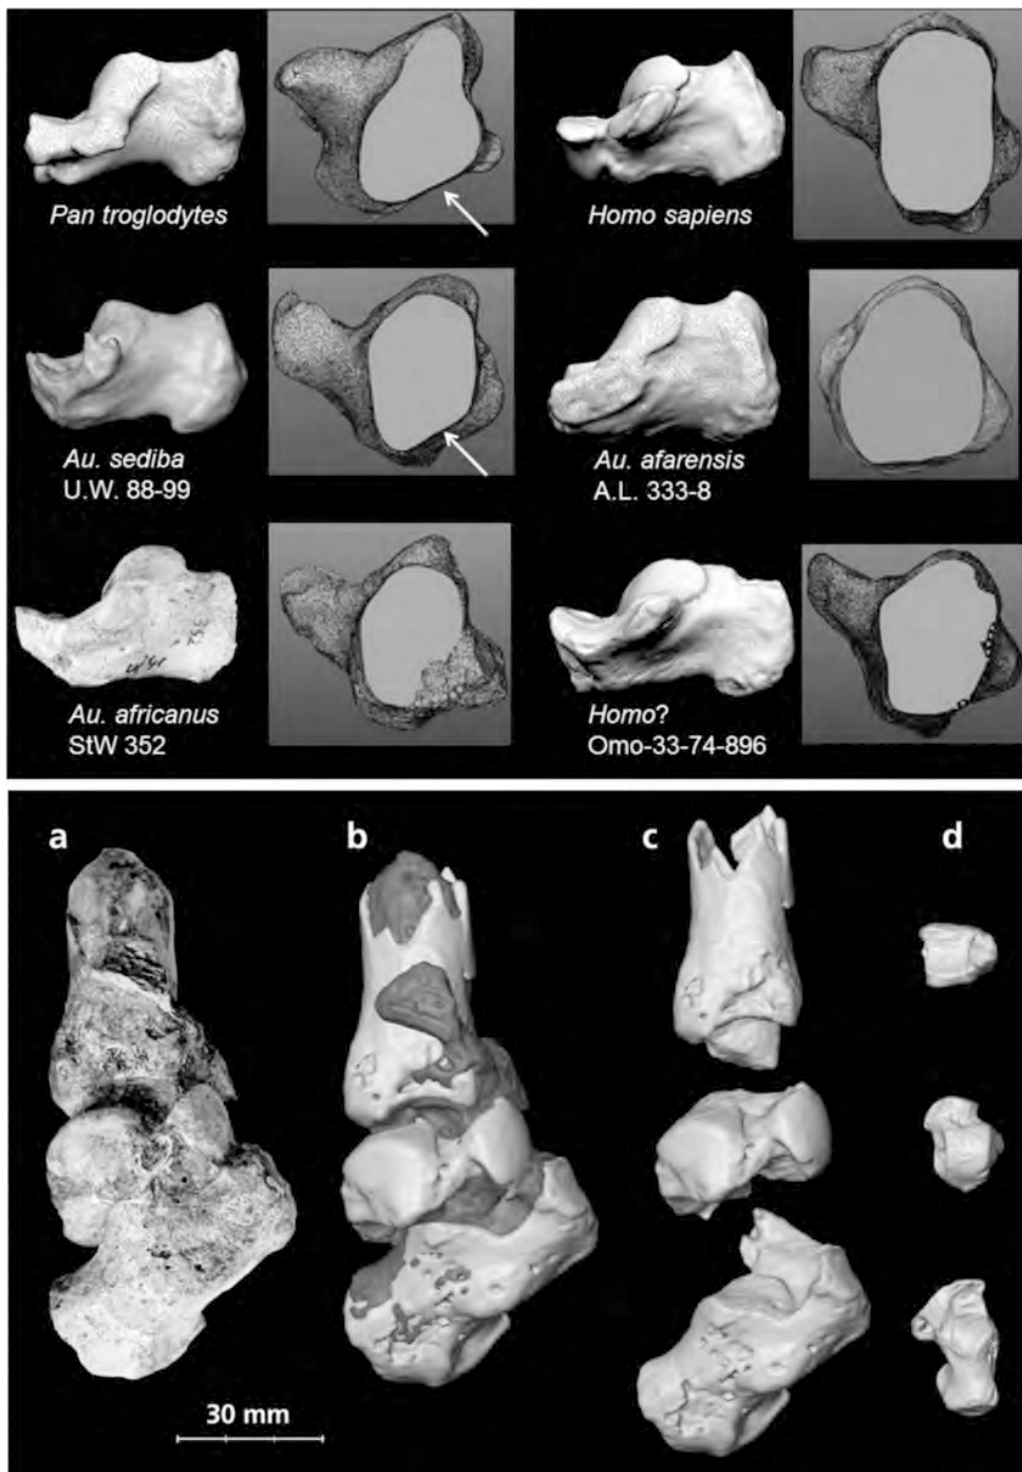 Pan troglodytes
Homo sapiens
Au. sediba
U.W. 88-99
Au. afarensis
A.L. 333-8
Au. africanus
StW 352
Homo?
Omo-33-74-896
a
b
c
d
30 mm